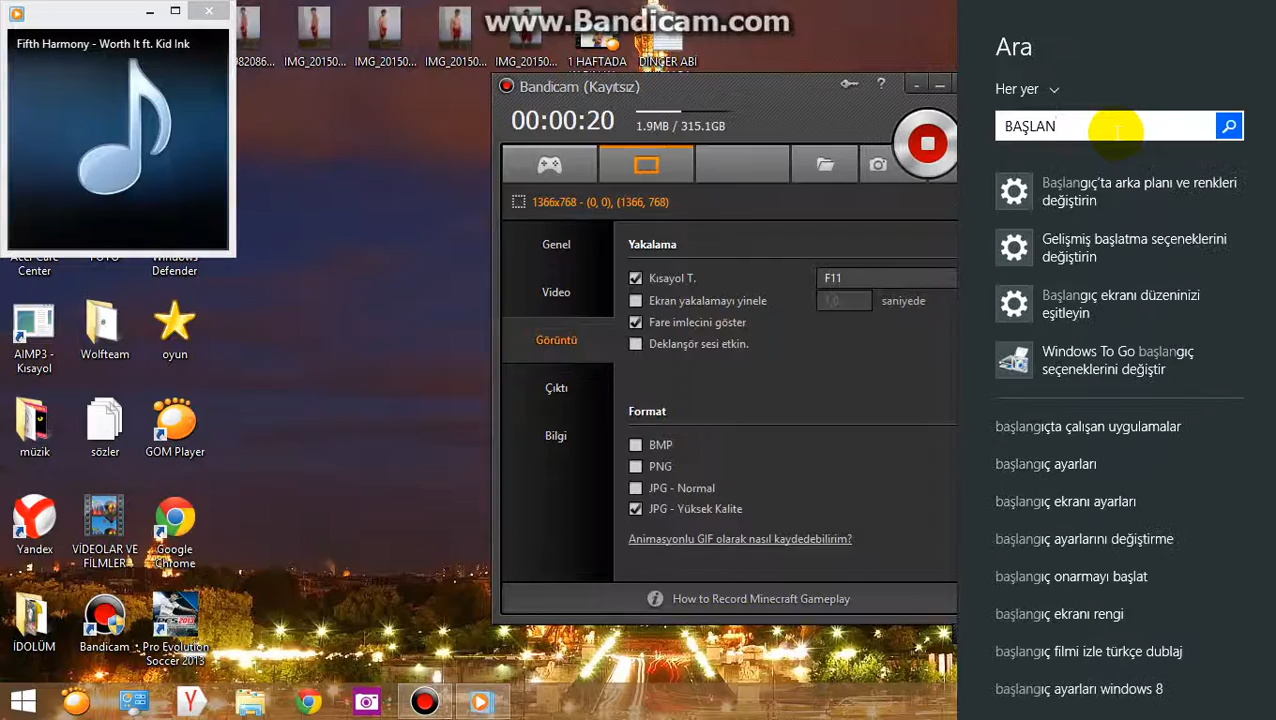 Fifth Harmony - Worth It ft. Kid Ink
www.Bandicam.com
IMG_20150...
IMG_20150...
IMG_20150...
IMG_20150...
1 HAFTADA
DİNÇER ABİ
Center
Windows
Defender
AIMP3 -
Kısayol
Wolfteam
oyun
müzik
sözler
GOM Player
Yandex
VİDEOLAR VE
FİLMLER
Google
Chrome
İDOLÜM
Bandicam
Pro Evolution
Soccer 2013
Bandicam (Kayıtsız)
?
00:00:20
1.9MB / 315.1GB
1366x768 - (0, 0), (1366, 768)
Genel
Video
Görüntü
Çıktı
Bilgi
Yakalama
Kısayol T.
F11
Ekran yakalamayı yinele
1,0
saniyede
Fare imlecini göster
Deklanşör sesi etkin.
Format
BMP
PNG
JPG - Normal
JPG - Yüksek Kalite
Animasyonlu GIF olarak nasıl kaydedebilirim?
How to Record Minecraft Gameplay
Ara
Her yer
BAŞLAN
Başlangıç'ta arka planı ve renkleri
değiştirin
Gelişmiş başlatma seçeneklerini
değiştirin
Başlangıç ekranı düzeninizi
eşitleyin
Windows To Go başlangıç
seçeneklerini değiştir
başlangıçta çalışan uygulamalar
başlangıç ayarları
başlangıç ekranı ayarları
başlangıç ayarlarını değiştirme
başlangıç onarmayı başlat
başlangıç ekranı rengi
başlangıç filmi izle türkçe dublaj
başlangıç ayarları windows 8